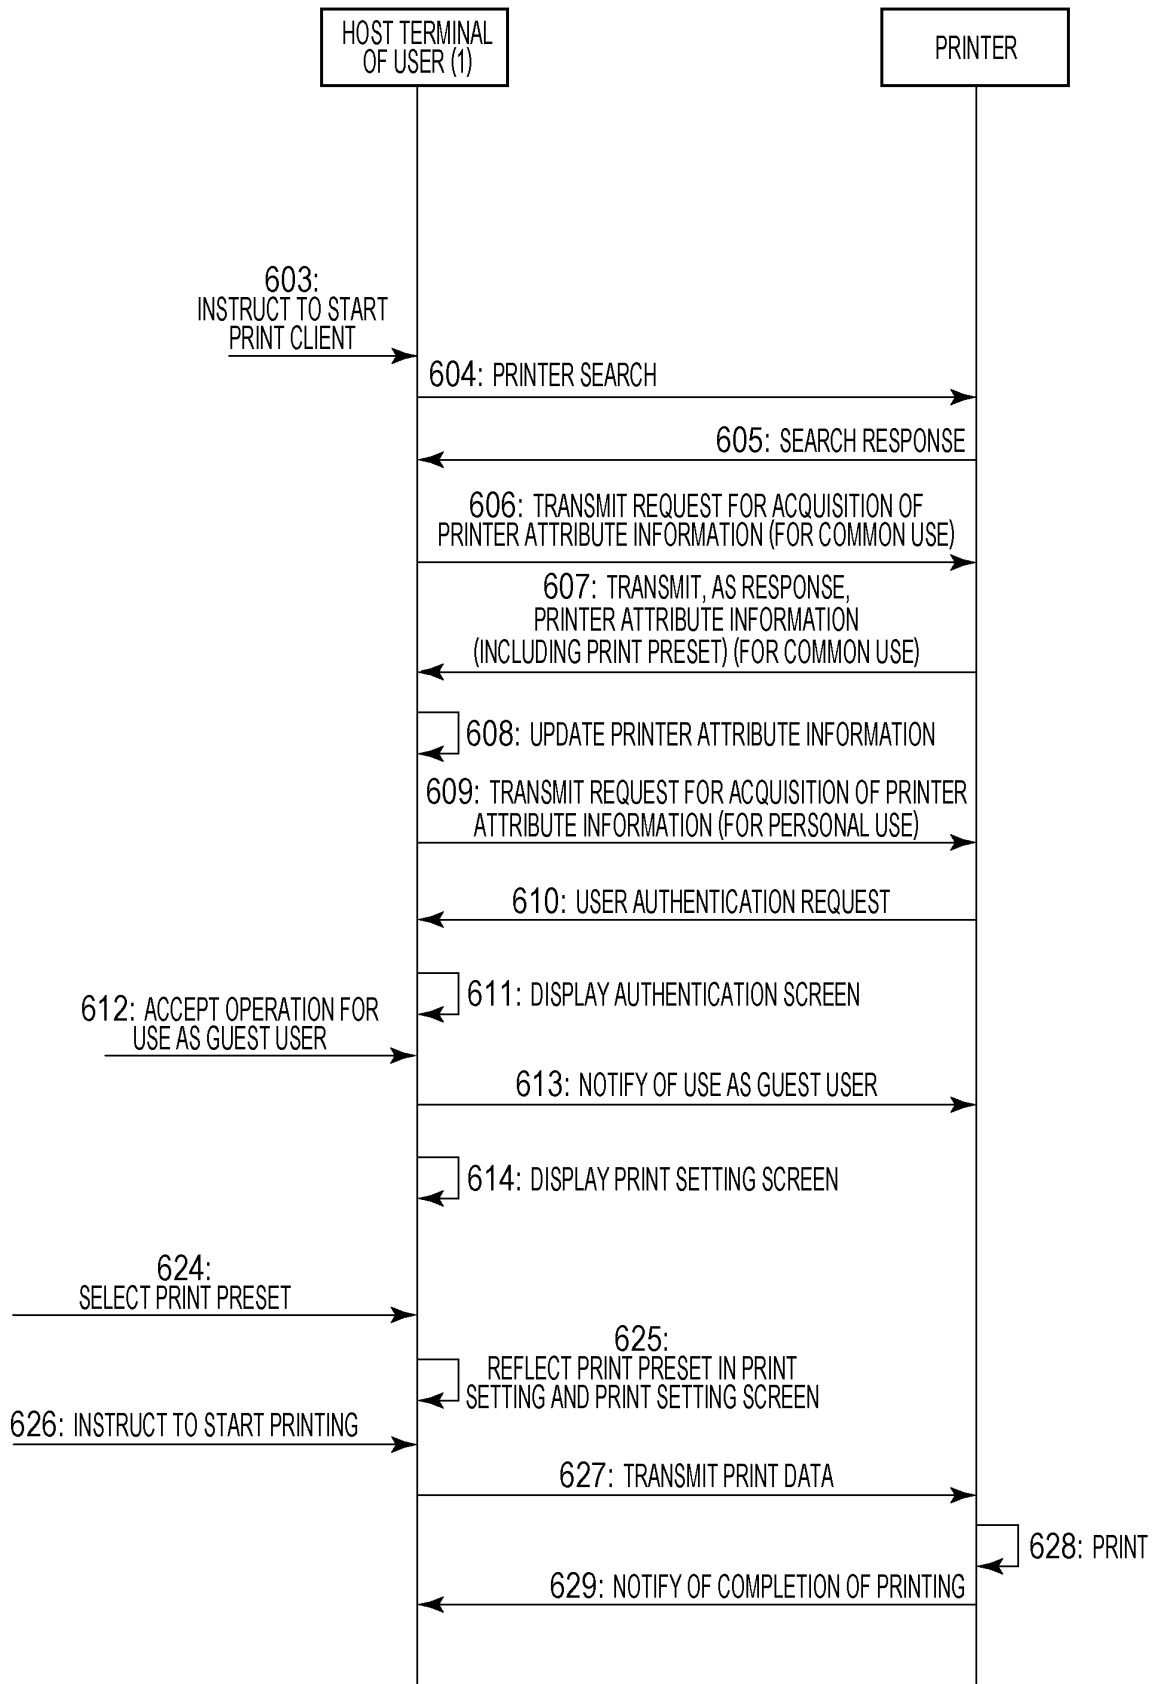 HOST TERMINAL
OF USER (1)
PRINTER
603:
INSTRUCT TO START
PRINT CLIENT
604: PRINTER SEARCH
605: SEARCH RESPONSE
606: TRANSMIT REQUEST FOR ACQUISITION OF
PRINTER ATTRIBUTE INFORMATION (FOR COMMON USE)
607: TRANSMIT, AS RESPONSE,
PRINTER ATTRIBUTE INFORMATION
(INCLUDING PRINT PRESET) (FOR COMMON USE)
608: UPDATE PRINTER ATTRIBUTE INFORMATION
609: TRANSMIT REQUEST FOR ACQUISITION OF PRINTER
ATTRIBUTE INFORMATION (FOR PERSONAL USE)
610: USER AUTHENTICATION REQUEST
611: DISPLAY AUTHENTICATION SCREEN
612: ACCEPT OPERATION FOR
USE AS GUEST USER
613: NOTIFY OF USE AS GUEST USER
614: DISPLAY PRINT SETTING SCREEN
624:
SELECT PRINT PRESET
625:
REFLECT PRINT PRESET IN PRINT
SETTING AND PRINT SETTING SCREEN
626: INSTRUCT TO START PRINTING
627: TRANSMIT PRINT DATA
628: PRINT
629: NOTIFY OF COMPLETION OF PRINTING